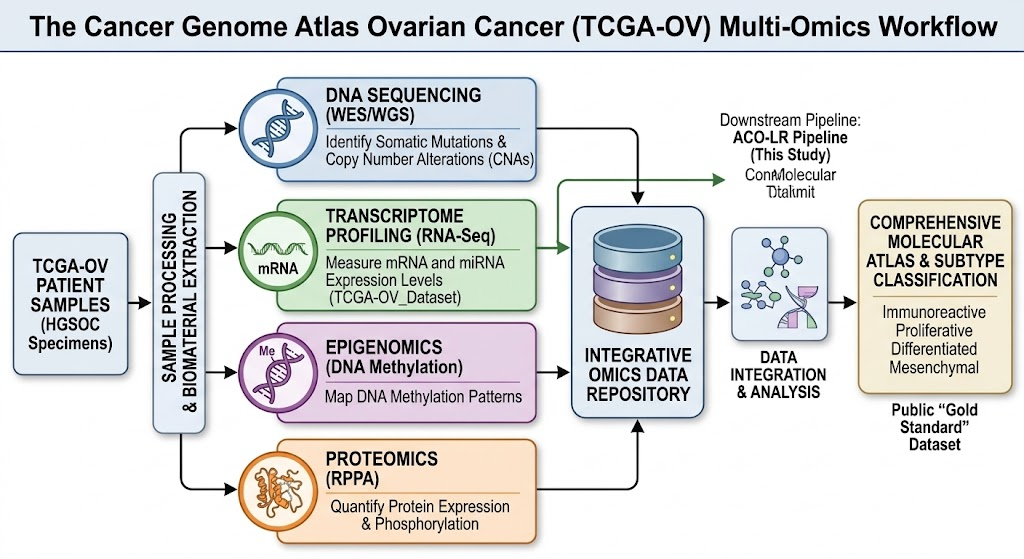 The Cancer Genome Atlas Ovarian Cancer (TCGA-OV) Multi-Omics Workflow
TCGA-OV
PATIENT
SAMPLES
(HGSOC
Specimens)
SAMPLE PROCESSING
& BIOMATERIAL EXTRACTION
DNA SEQUENCING
(WES/WGS)
Identify Somatic Mutations &
Copy Number Alterations (CNAs)
mRNA
TRANSCRIPTOME
PROFILING (RNA-Seq)
Measure mRNA and miRNA
Expression Levels
(TCGA-OV_Dataset)
Me
EPIGENOMICS
(DNA Methylation)
Map DNA Methylation Patterns
PROTEOMICS
(RPPA)
Quantify Protein Expression
& Phosphorylation
INTEGRATIVE
OMICS DATA
REPOSITORY
Downstream Pipeline:
ACO-LR Pipeline
(This Study)
DATA
INTEGRATION
& ANALYSIS
COMPREHENSIVE
MOLECULAR
ATLAS & SUBTYPE
CLASSIFICATION
Immunoreactive
Proliferative
Differentiated
Mesenchymal
Public “Gold
Standard”
Dataset